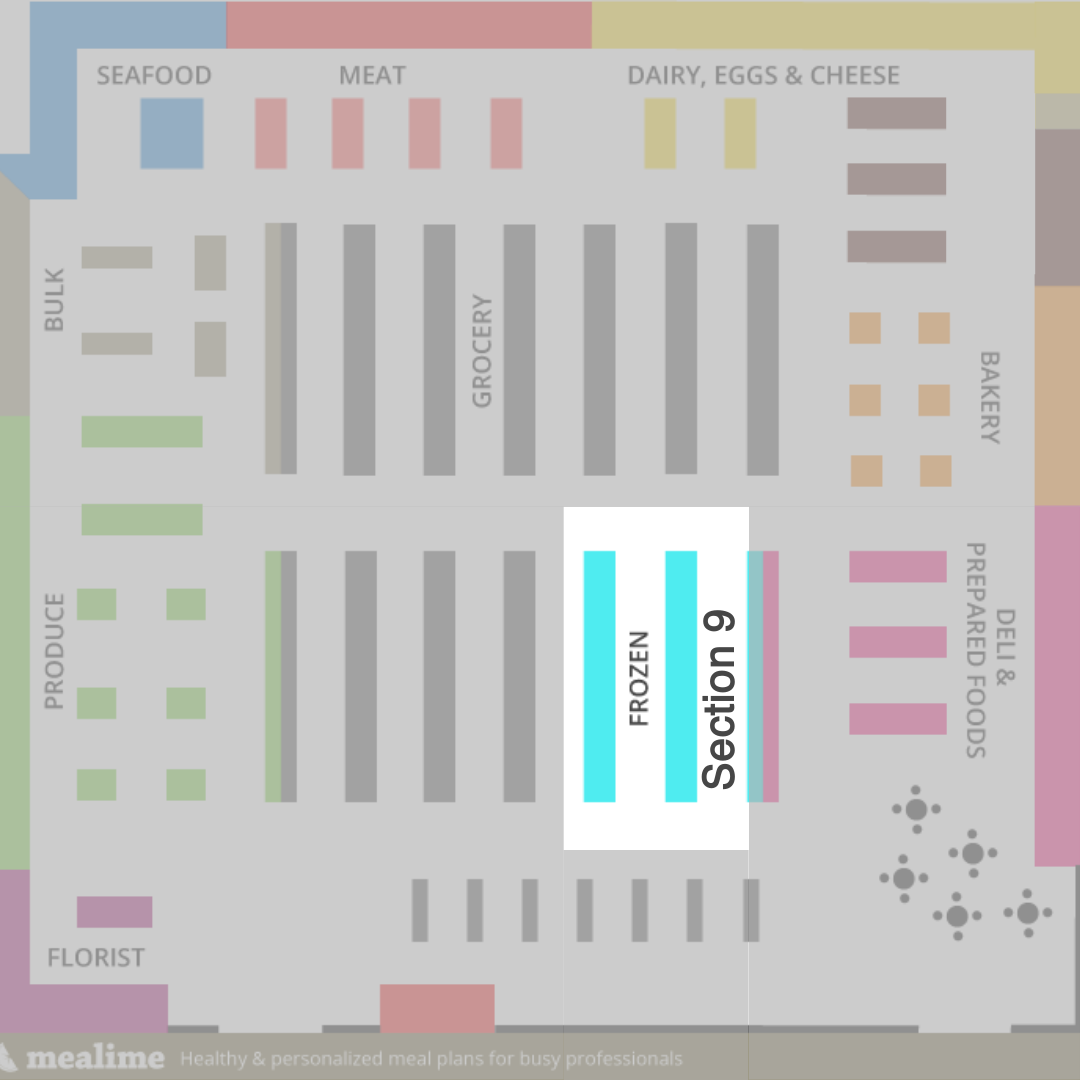 SEAFOOD
MEAT
DAIRY, EGGS & CHEESE
BULK
GROCERY
BAKERY
PRODUCE
FROZEN
Section 9
DELI &
PREPARED FOODS
FLORIST
mealime
Healthy & personalized meal plans for busy professionals